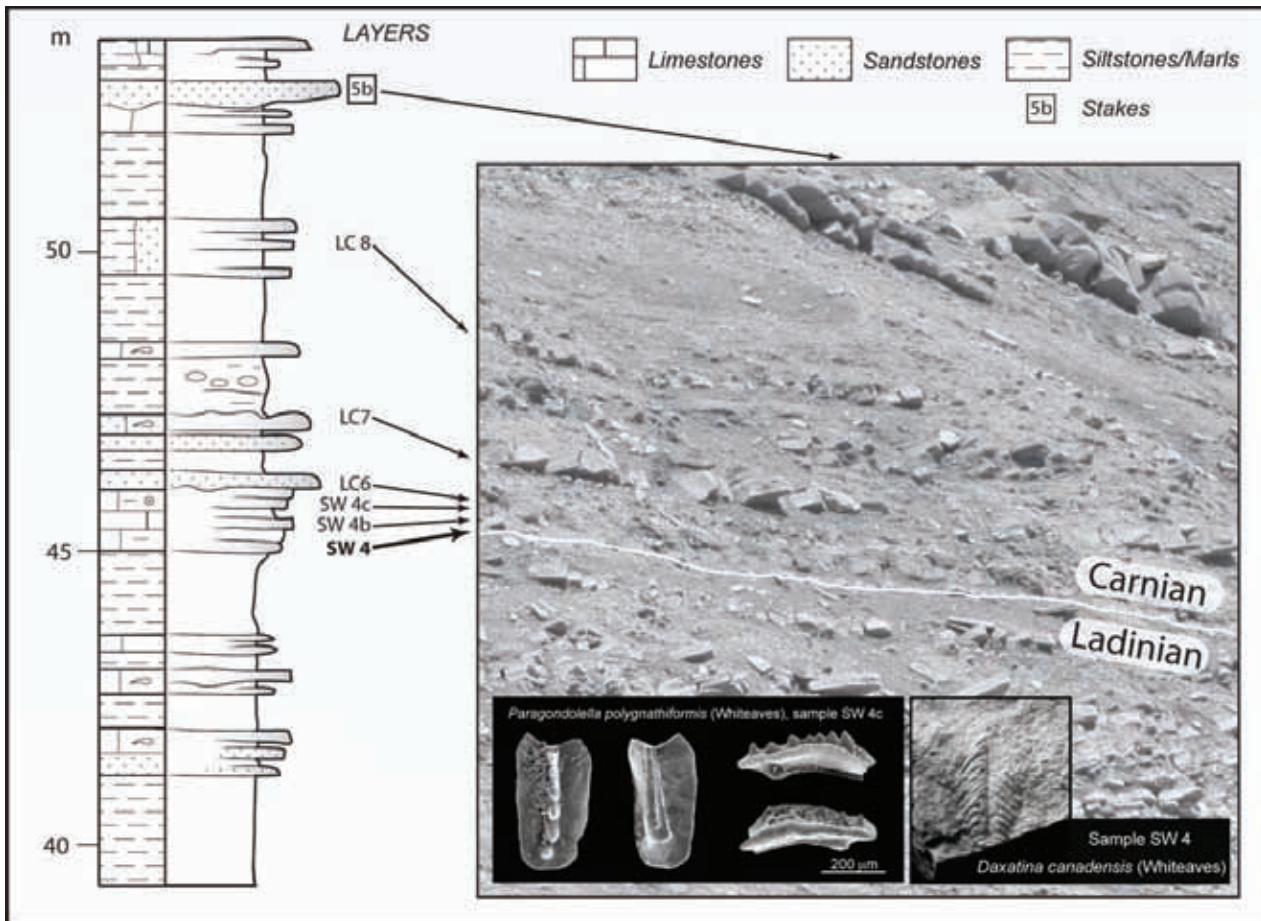 m
LAYERS
Limestones
Sandstones
Siltstones/Marls
5b
5b Stakes
50
LC 8
LC7
LC6
SW 4c
SW 4b
SW 4
45
40
Carnian
Ladinian
Paragondolella polygnathiformis (Whiteaves), sample SW 4c
200 µm
Sample SW 4
Daxatina canadensis (Whiteaves)